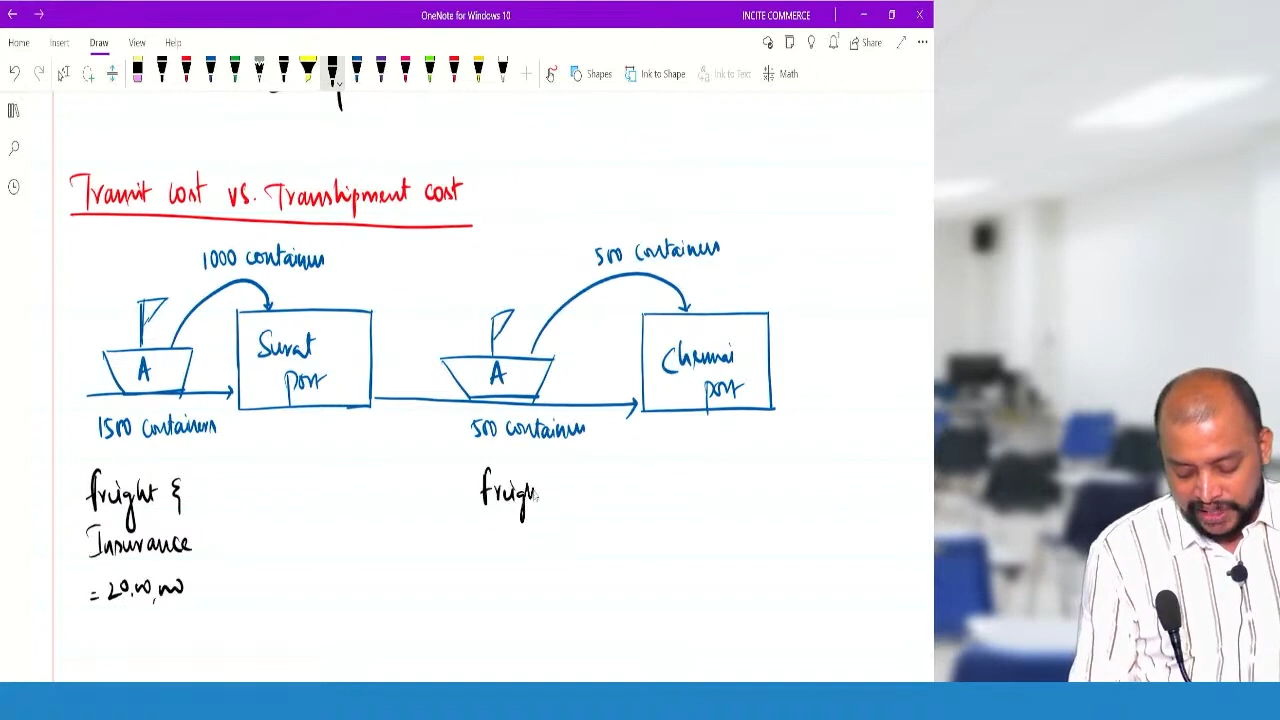 OneNote for Windows 10
INCITE COMMERCE
Home Insert Draw View Help
Share
Shapes
Ink to Shape
Ink to Text
Math
Transit cost vs. Transhipment cost
1000 containers
500 containers
A
Surat
port
A
Chennai
port
1500 containers
500 containers
freight &
Insurance
= 20,00,000
freigh